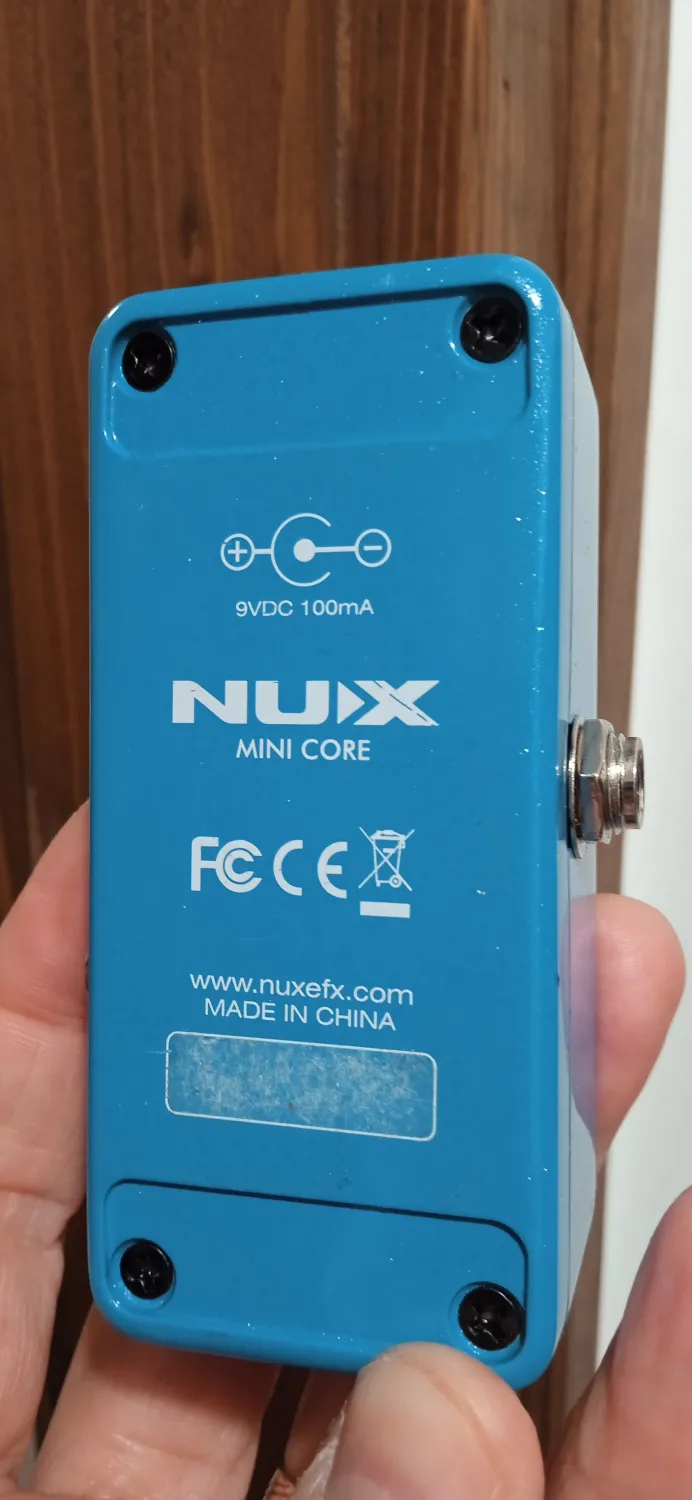 + −
9VDC 100mA
NUX
MINI CORE
FC CE
www.nuxefx.com
MADE IN CHINA